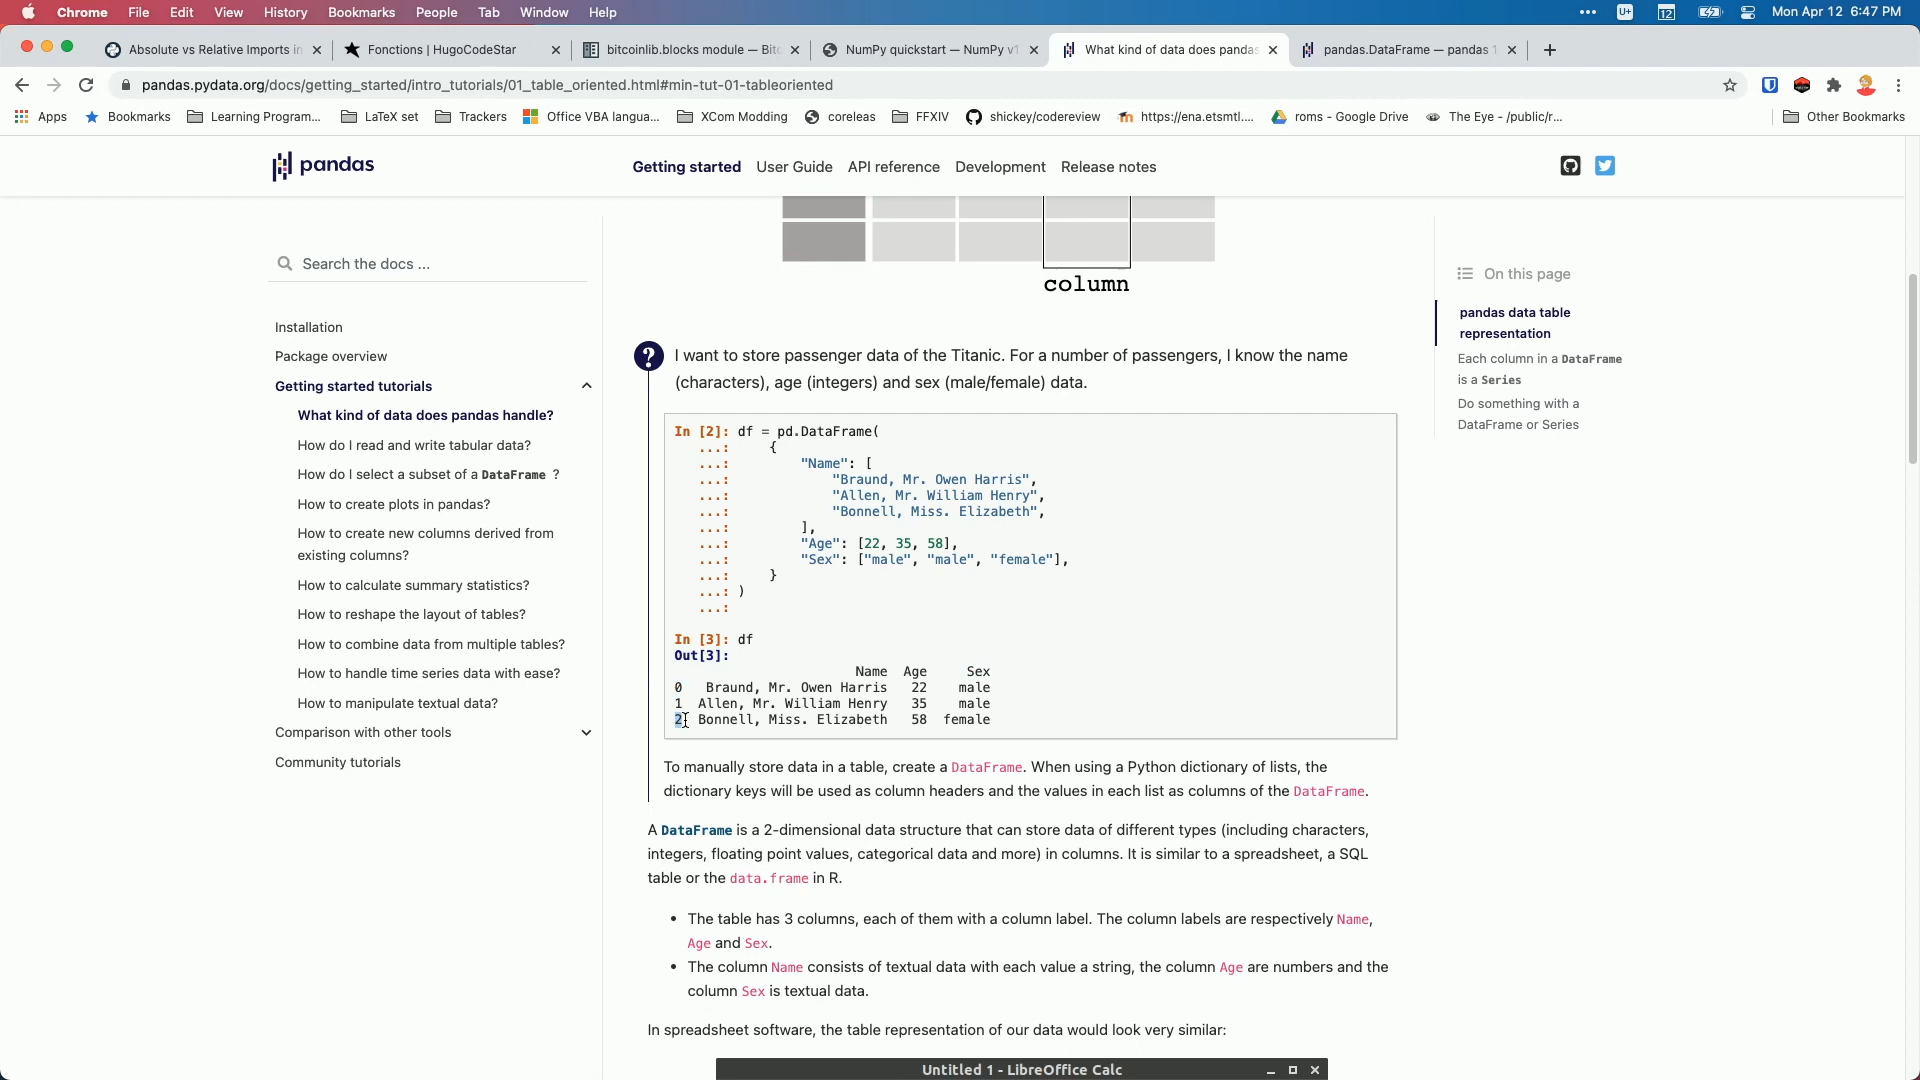 Chrome File Edit View History Bookmarks People Tab Window Help
U+ 12 Mon Apr 12 6:47 PM
Absolute vs Relative Imports in
Fonctions | HugoCodeStar
bitcoinlib.blocks module — Bitc
NumPy quickstart — NumPy v1
What kind of data does pandas
pandas.DataFrame — pandas 1
pandas.pydata.org/docs/getting_started/intro_tutorials/01_table_oriented.html#min-tut-01-tableoriented
Apps Bookmarks Learning Program... LaTeX set Trackers Office VBA langua... XCom Modding coreleas FFXIV shickey/codereview https://ena.etsmtl.... roms - Google Drive The Eye - /public/r... Other Bookmarks
pandas
Getting started User Guide API reference Development Release notes
Search the docs ...
Installation
Package overview
Getting started tutorials
What kind of data does pandas handle?
How do I read and write tabular data?
How do I select a subset of a DataFrame ?
How to create plots in pandas?
How to create new columns derived from
existing columns?
How to calculate summary statistics?
How to reshape the layout of tables?
How to combine data from multiple tables?
How to handle time series data with ease?
How to manipulate textual data?
Comparison with other tools
Community tutorials
column
? I want to store passenger data of the Titanic. For a number of passengers, I know the name
(characters), age (integers) and sex (male/female) data.
In [2]: df = pd.DataFrame(
...: {
...: "Name": [
...: "Braund, Mr. Owen Harris",
...: "Allen, Mr. William Henry",
...: "Bonnell, Miss. Elizabeth",
...: ],
...: "Age": [22, 35, 58],
...: "Sex": ["male", "male", "female"],
...: }
...: )
...:
In [3]: df
Out[3]:
Name Age Sex
0 Braund, Mr. Owen Harris 22 male
1 Allen, Mr. William Henry 35 male
2 Bonnell, Miss. Elizabeth 58 female
To manually store data in a table, create a DataFrame. When using a Python dictionary of lists, the
dictionary keys will be used as column headers and the values in each list as columns of the DataFrame.
A DataFrame is a 2-dimensional data structure that can store data of different types (including characters,
integers, floating point values, categorical data and more) in columns. It is similar to a spreadsheet, a SQL
table or the data.frame in R.
• The table has 3 columns, each of them with a column label. The column labels are respectively Name,
Age and Sex.
• The column Name consists of textual data with each value a string, the column Age are numbers and the
column Sex is textual data.
In spreadsheet software, the table representation of our data would look very similar:
Untitled 1 - LibreOffice Calc
On this page
pandas data table
representation
Each column in a DataFrame
is a Series
Do something with a
DataFrame or Series